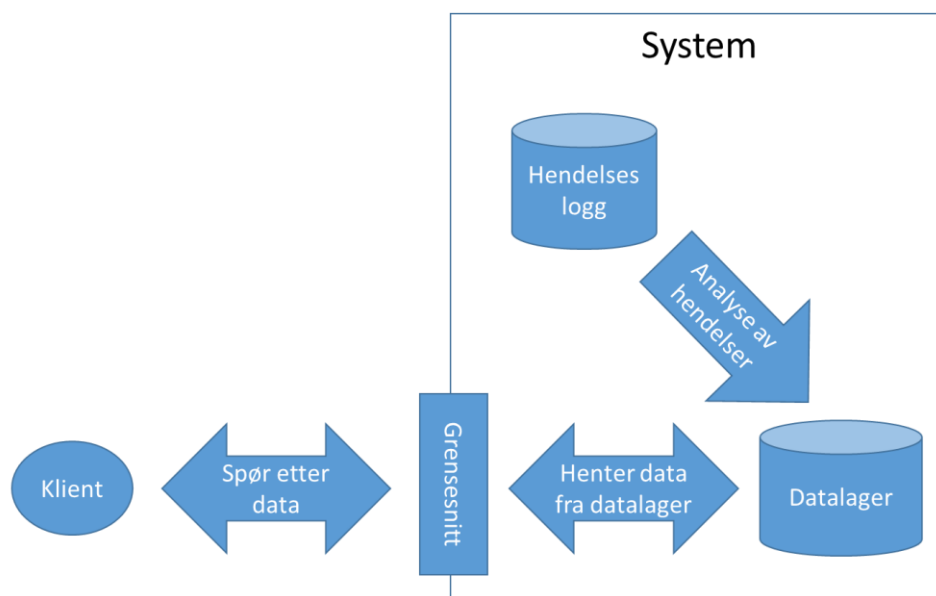 System
Hendelses
logg
Analyse av
hendelser
Klient
Spør etter
data
Grensesnitt
Henter data
fra datalager
Datalager